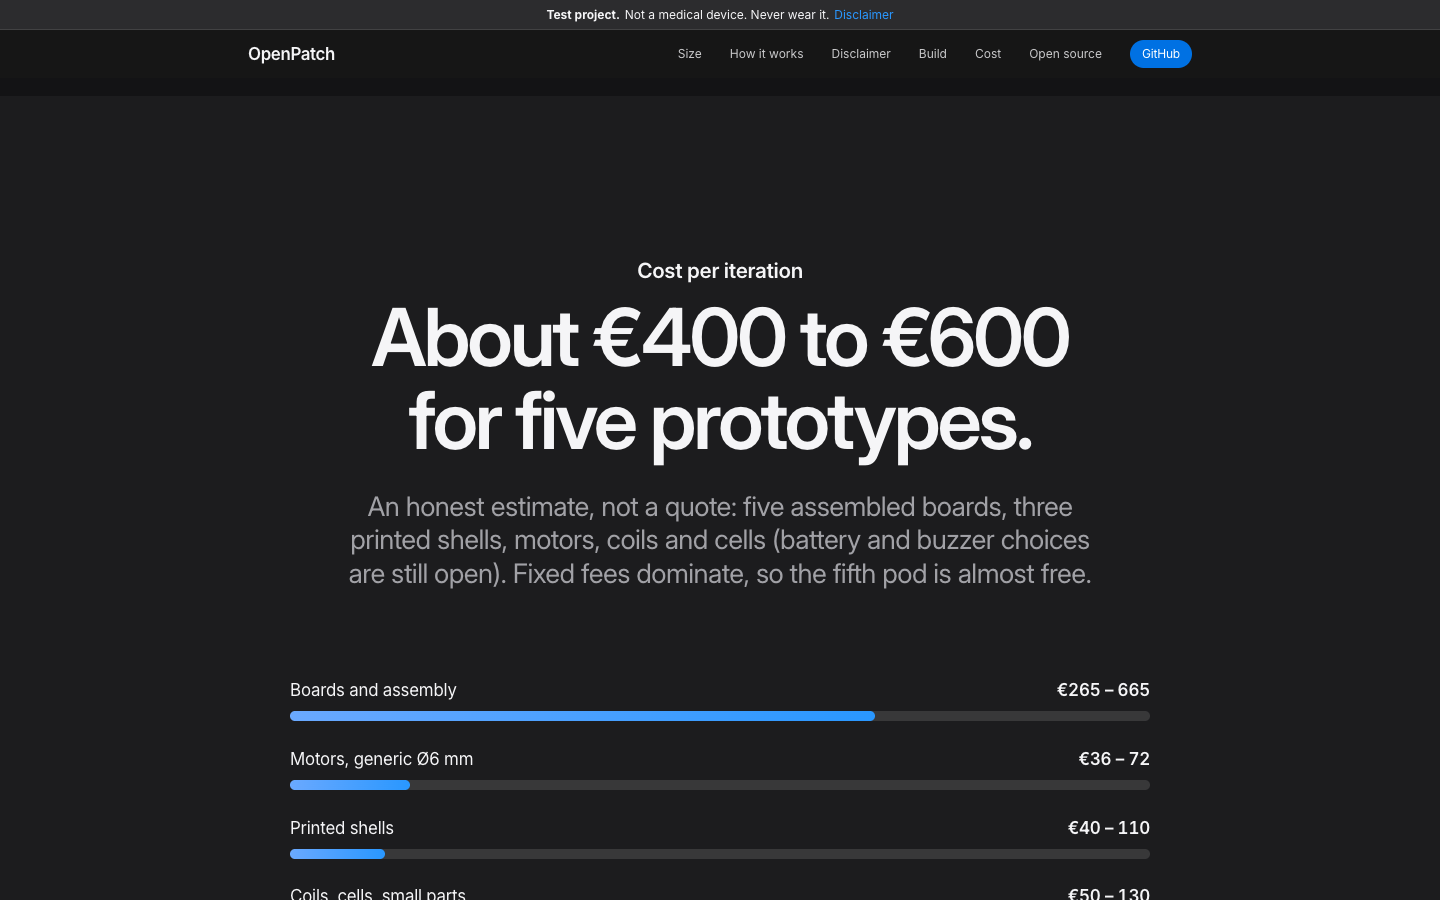 Test project. Not a medical device. Never wear it. Disclaimer
OpenPatch Size How it works Disclaimer Build Cost Open source GitHub
Cost per iteration
About €400 to €600
for five prototypes.
An honest estimate, not a quote: five assembled boards, three
printed shells, motors, coils and cells (battery and buzzer choices
are still open). Fixed fees dominate, so the fifth pod is almost free.
Boards and assembly €265 – 665
Motors, generic Ø6 mm €36 – 72
Printed shells €40 – 110
Coils, cells, small parts €50 – 130